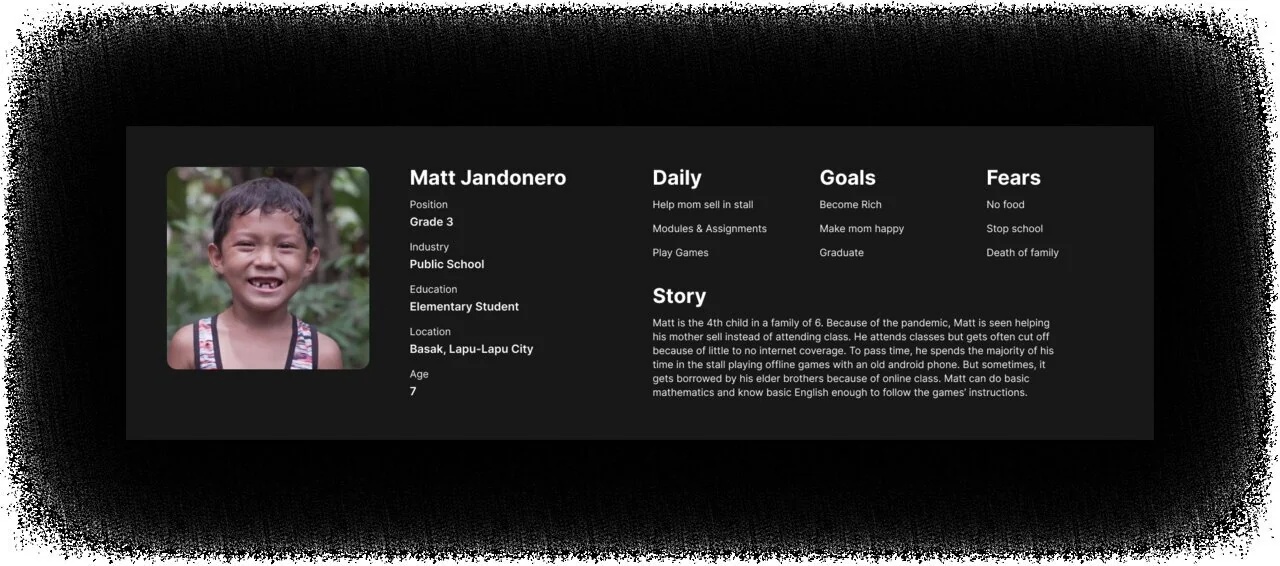 Matt Jandonero
Position
Grade 3
Industry
Public School
Education
Elementary Student
Location
Basak, Lapu-Lapu City
Age
7
Daily
Help mom sell in stall
Modules & Assignments
Play Games
Goals
Become Rich
Make mom happy
Graduate
Fears
No food
Stop school
Death of family
Story
Matt is the 4th child in a family of 6. Because of the pandemic, Matt is seen helping
his mother sell instead of attending class. He attends classes but gets often cut off
because of little to no internet coverage. To pass time, he spends the majority of his
time in the stall playing offline games with an old android phone. But sometimes, it
gets borrowed by his elder brothers because of online class. Matt can do basic
mathematics and know basic English enough to follow the games' instructions.